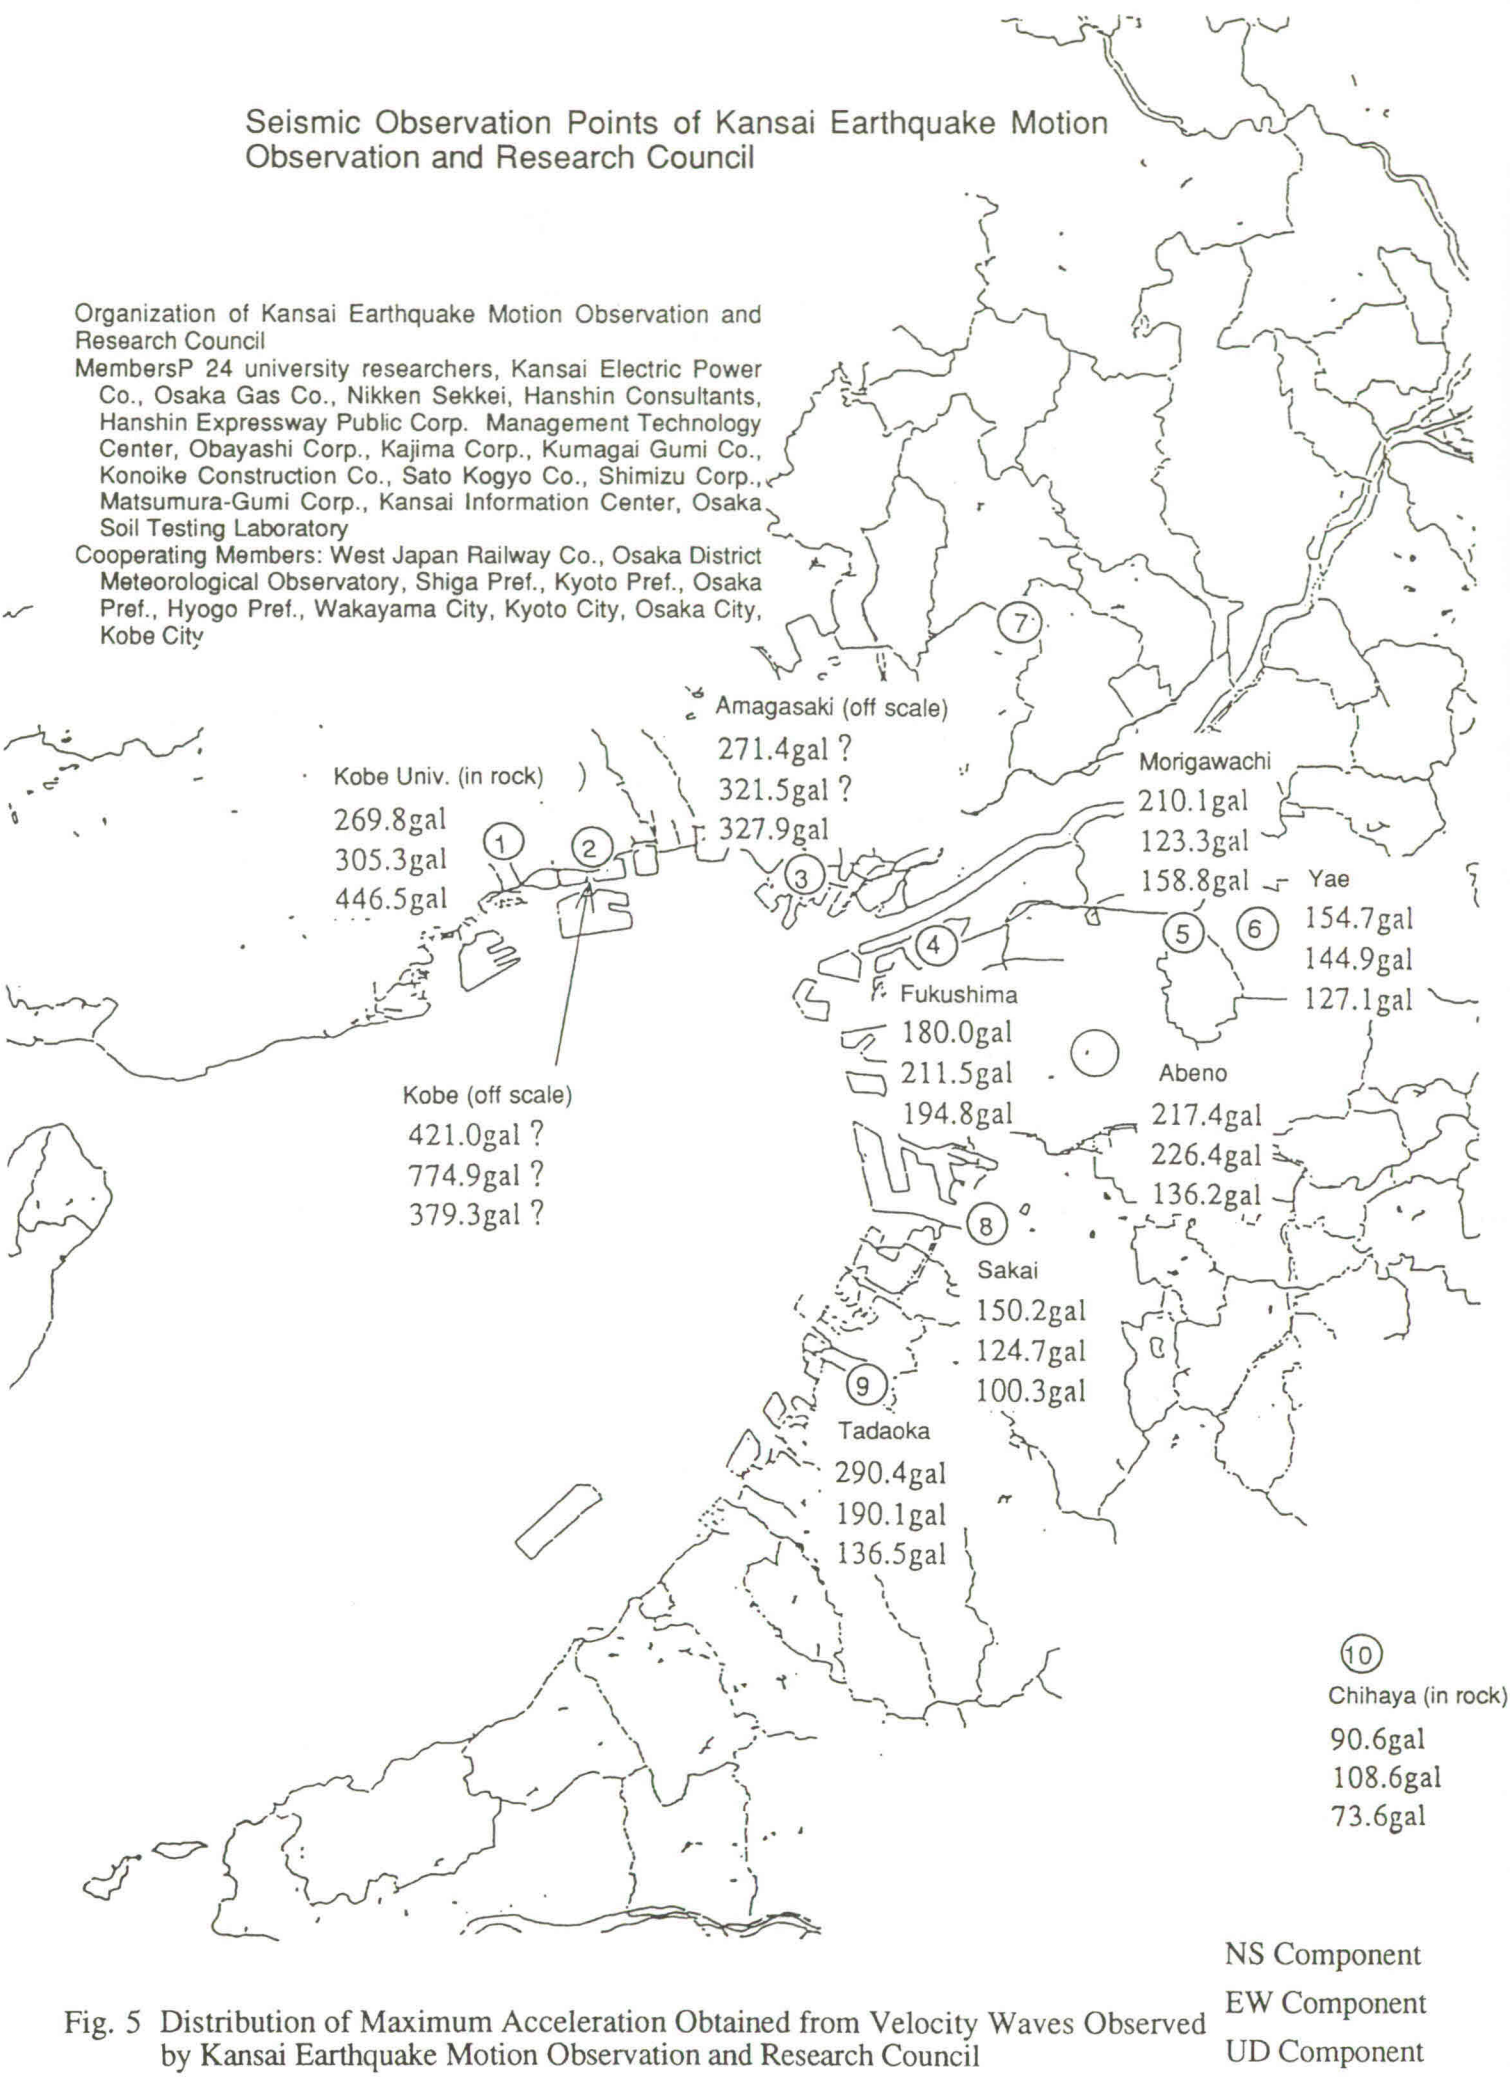 Seismic Observation Points of Kansai Earthquake Motion
Observation and Research Council
Organization of Kansai Earthquake Motion Observation and
Research Council
MembersP 24 university researchers, Kansai Electric Power
Co., Osaka Gas Co., Nikken Sekkei, Hanshin Consultants,
Hanshin Expressway Public Corp. Management Technology
Center, Obayashi Corp., Kajima Corp., Kumagai Gumi Co.,
Konoike Construction Co., Sato Kogyo Co., Shimizu Corp.,
Matsumura-Gumi Corp., Kansai Information Center, Osaka
Soil Testing Laboratory
Cooperating Members: West Japan Railway Co., Osaka District
Meteorological Observatory, Shiga Pref., Kyoto Pref., Osaka
Pref., Hyogo Pref., Wakayama City, Kyoto City, Osaka City,
Kobe City
7
Amagasaki (off scale)
271.4gal ?
321.5gal ?
327.9gal
3
Kobe Univ. (in rock)
269.8gal
305.3gal
446.5gal
1
2
Morigawachi
210.1gal
123.3gal
158.8gal
5
6
Yae
154.7gal
144.9gal
127.1gal
4
Fukushima
180.0gal
211.5gal
194.8gal
Abeno
217.4gal
226.4gal
136.2gal
Kobe (off scale)
421.0gal ?
774.9gal ?
379.3gal ?
8
Sakai
150.2gal
124.7gal
100.3gal
9
Tadaoka
290.4gal
190.1gal
136.5gal
10
Chihaya (in rock)
90.6gal
108.6gal
73.6gal
NS Component
EW Component
UD Component
Fig. 5 Distribution of Maximum Acceleration Obtained from Velocity Waves Observed
by Kansai Earthquake Motion Observation and Research Council